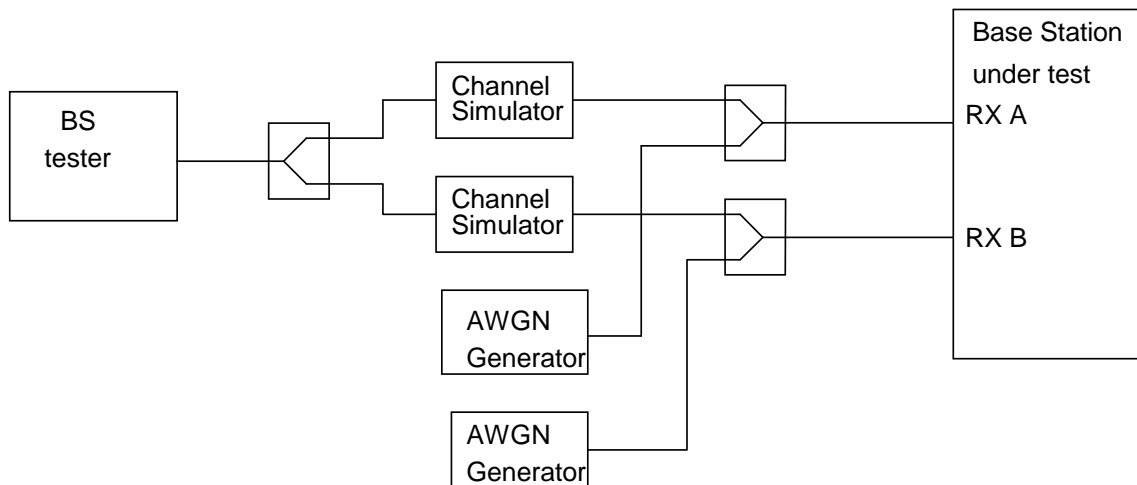 BS
tester
Channel
Simulator
Channel
Simulator
AWGN
Generator
AWGN
Generator
Base Station
under test
RX A
RX B